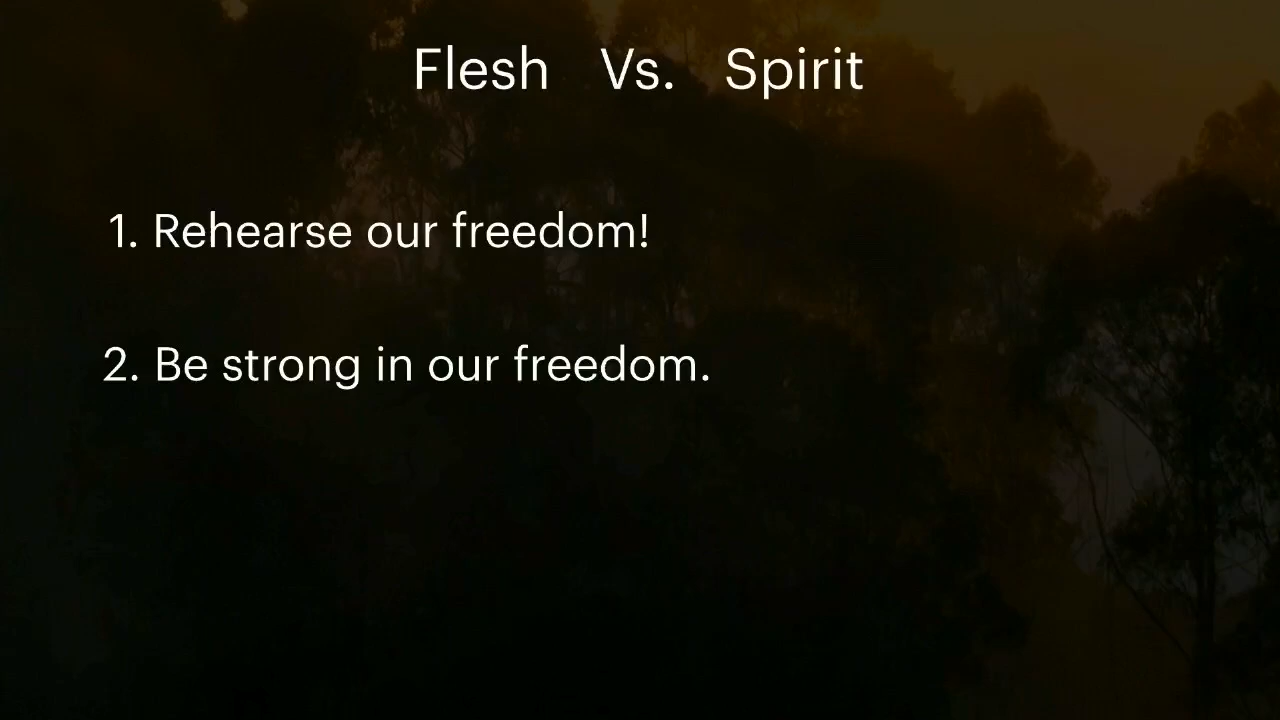 Flesh Vs. Spirit
1. Rehearse our freedom!
2. Be strong in our freedom.